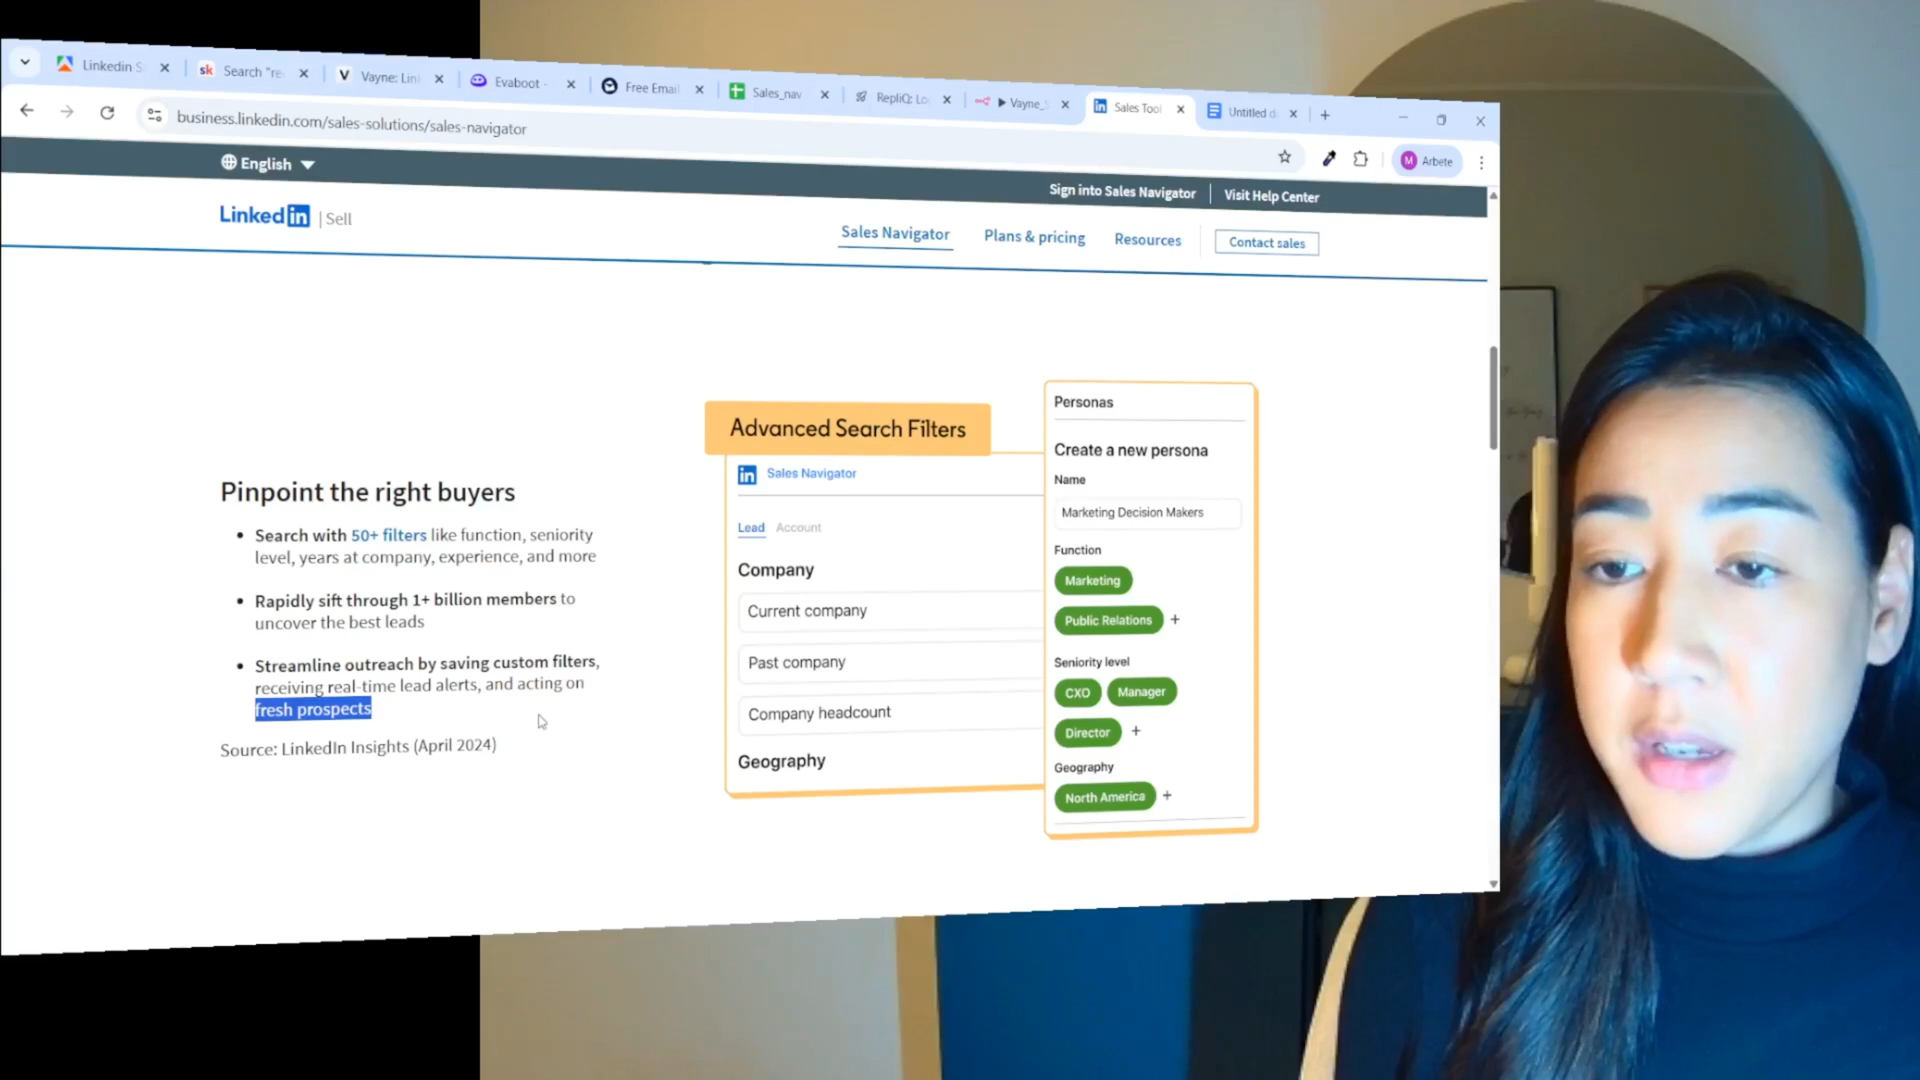 Linkedin S
Search "re
Vayne: Lin
Evaboot -
Free Email
Sales_nav
RepliQ: Lo
Vayne_
Sales Tool
Untitled d
business.linkedin.com/sales-solutions/sales-navigator
M Arbete
English
Sign into Sales Navigator
Visit Help Center
Linked in | Sell
Sales Navigator
Plans & pricing
Resources
Contact sales
Pinpoint the right buyers
Search with 50+ filters like function, seniority
level, years at company, experience, and more
Rapidly sift through 1+ billion members to
uncover the best leads
Streamline outreach by saving custom filters,
receiving real-time lead alerts, and acting on
fresh prospects
Source: LinkedIn Insights (April 2024)
Advanced Search Filters
in Sales Navigator
Lead Account
Company
Current company
Past company
Company headcount
Geography
Personas
Create a new persona
Name
Marketing Decision Makers
Function
Marketing
Public Relations +
Seniority level
CXO Manager
Director +
Geography
North America +